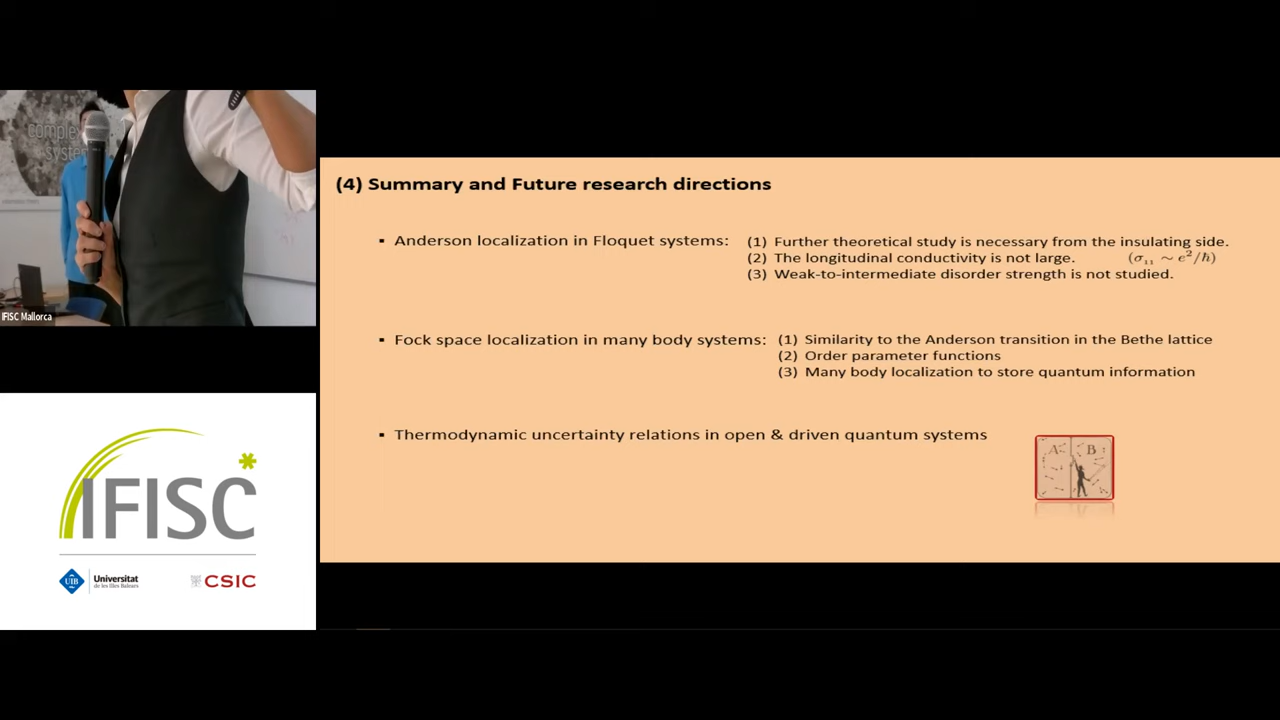 complex
system
IFISC Mallorca
IFISC
Universitat
de les Illes Balears
UIB
CSIC
(4) Summary and Future research directions
▪ Anderson localization in Floquet systems:
(1) Further theoretical study is necessary from the insulating side.
(2) The longitudinal conductivity is not large. (σ₁₁ ~ e²/ħ)
(3) Weak-to-intermediate disorder strength is not studied.
▪ Fock space localization in many body systems:
(1) Similarity to the Anderson transition in the Bethe lattice
(2) Order parameter functions
(3) Many body localization to store quantum information
▪ Thermodynamic uncertainty relations in open & driven quantum systems
A B